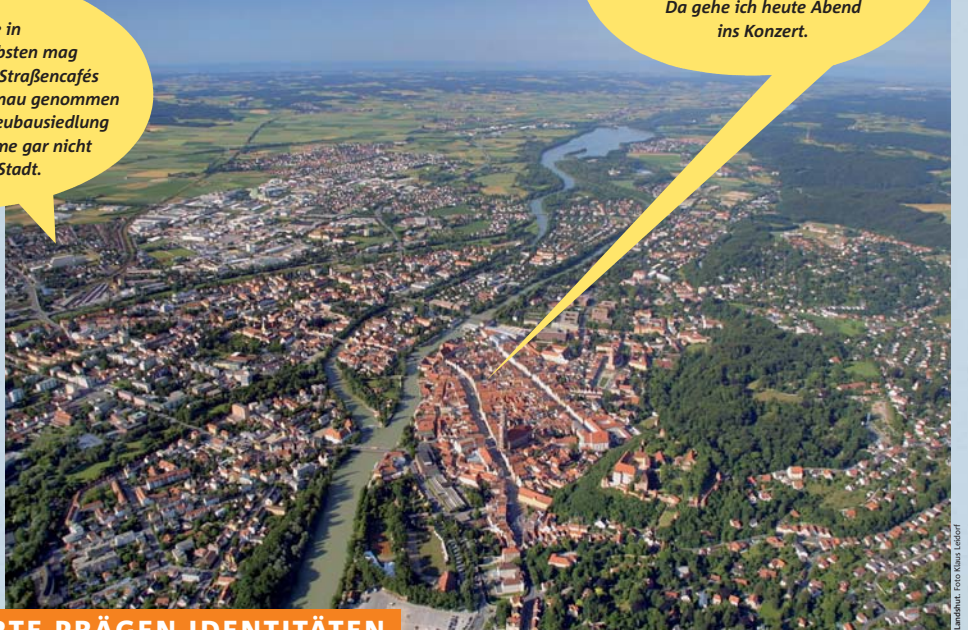 in
bsten mag
Straßencafés
nau genommen
eubausiedlung
me gar nicht
Stadt.
Da gehe ich heute Abend
ins Konzert.
RTE PRÄGEN IDENTITÄTEN
Landshut. Foto Klaus Leidorf